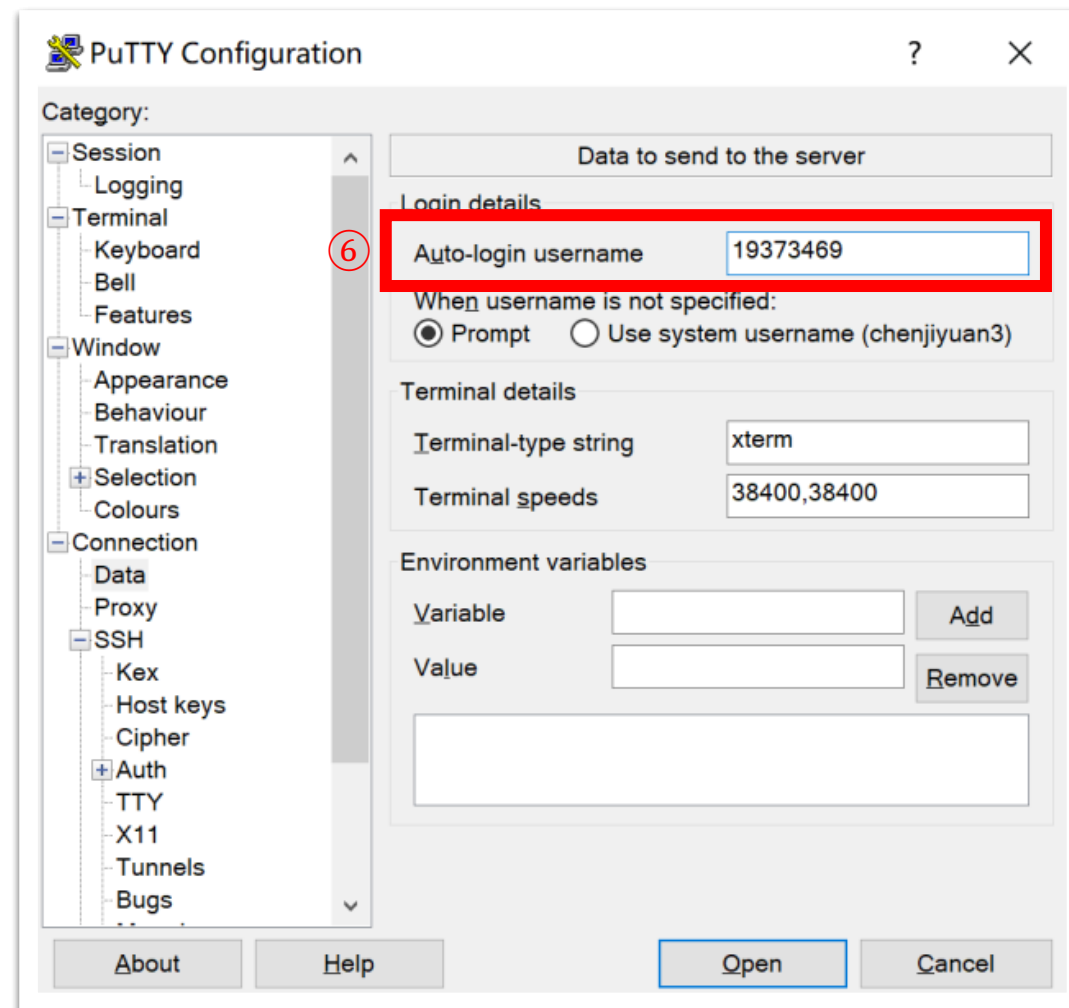 PuTTY Configuration
?
Category:
Session
Logging
Terminal
Keyboard
Bell
Features
Window
Appearance
Behaviour
Translation
Selection
Colours
Connection
Data
Proxy
SSH
Kex
Host keys
Cipher
Auth
TTY
X11
Tunnels
Bugs
Data to send to the server
Login details
⑥
Auto-login username 19373469
When username is not specified:
Prompt Use system username (chenjiyuan3)
Terminal details
Terminal-type string xterm
Terminal speeds 38400,38400
Environment variables
Variable Add
Value Remove
About Help Open Cancel